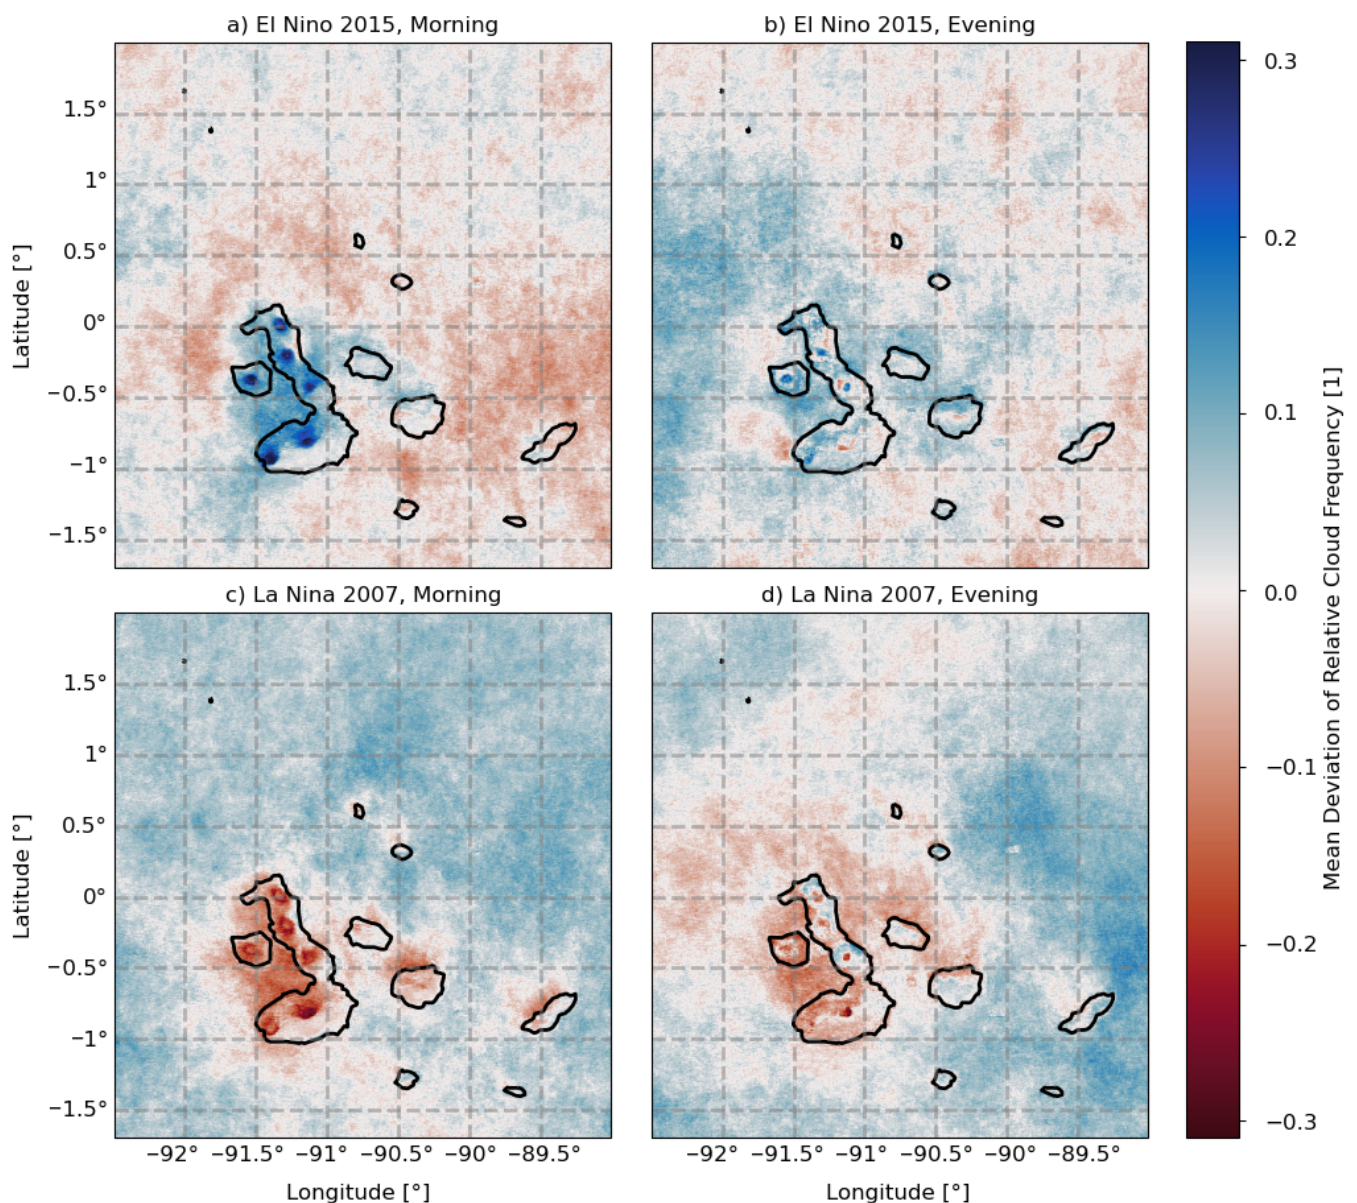 a) El Nino 2015, Morning
b) El Nino 2015, Evening
1.5°
1°
0.5°
0°
−0.5°
−1°
−1.5°
Latitude [°]
c) La Nina 2007, Morning
d) La Nina 2007, Evening
1.5°
1°
0.5°
0°
−0.5°
−1°
−1.5°
Latitude [°]
−92° −91.5° −91° −90.5° −90° −89.5°
−92° −91.5° −91° −90.5° −90° −89.5°
Longitude [°]
Longitude [°]
0.3
0.2
0.1
0.0
−0.1
−0.2
−0.3
Mean Deviation of Relative Cloud Frequency [1]